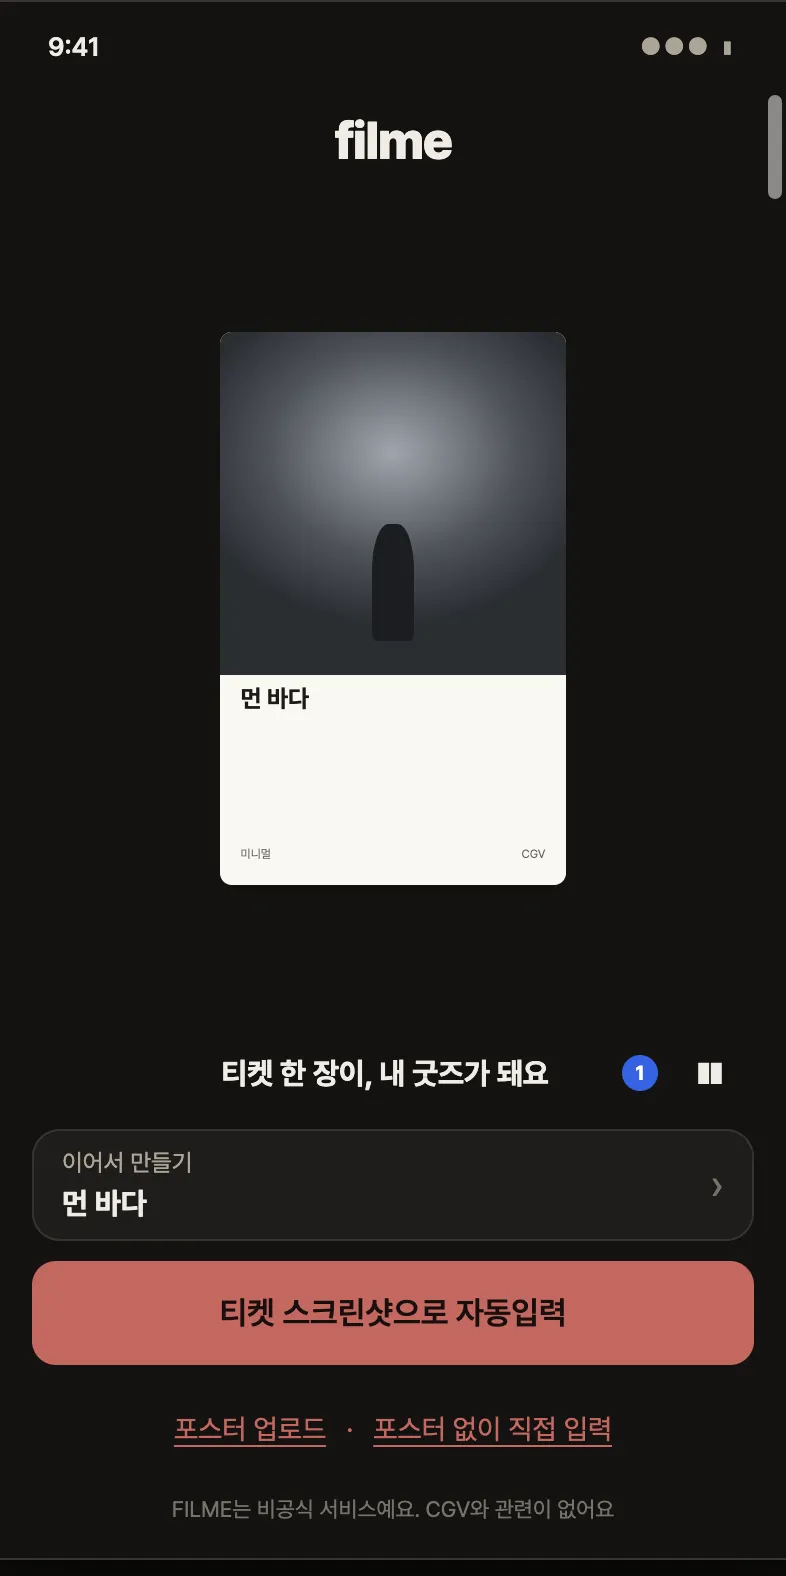 9:41
filme
먼 바다
미니멀 CGV
티켓 한 장이, 내 굿즈가 돼요 1
이어서 만들기
먼 바다
티켓 스크린샷으로 자동입력
포스터 업로드 · 포스터 없이 직접 입력
FILME는 비공식 서비스예요. CGV와 관련이 없어요